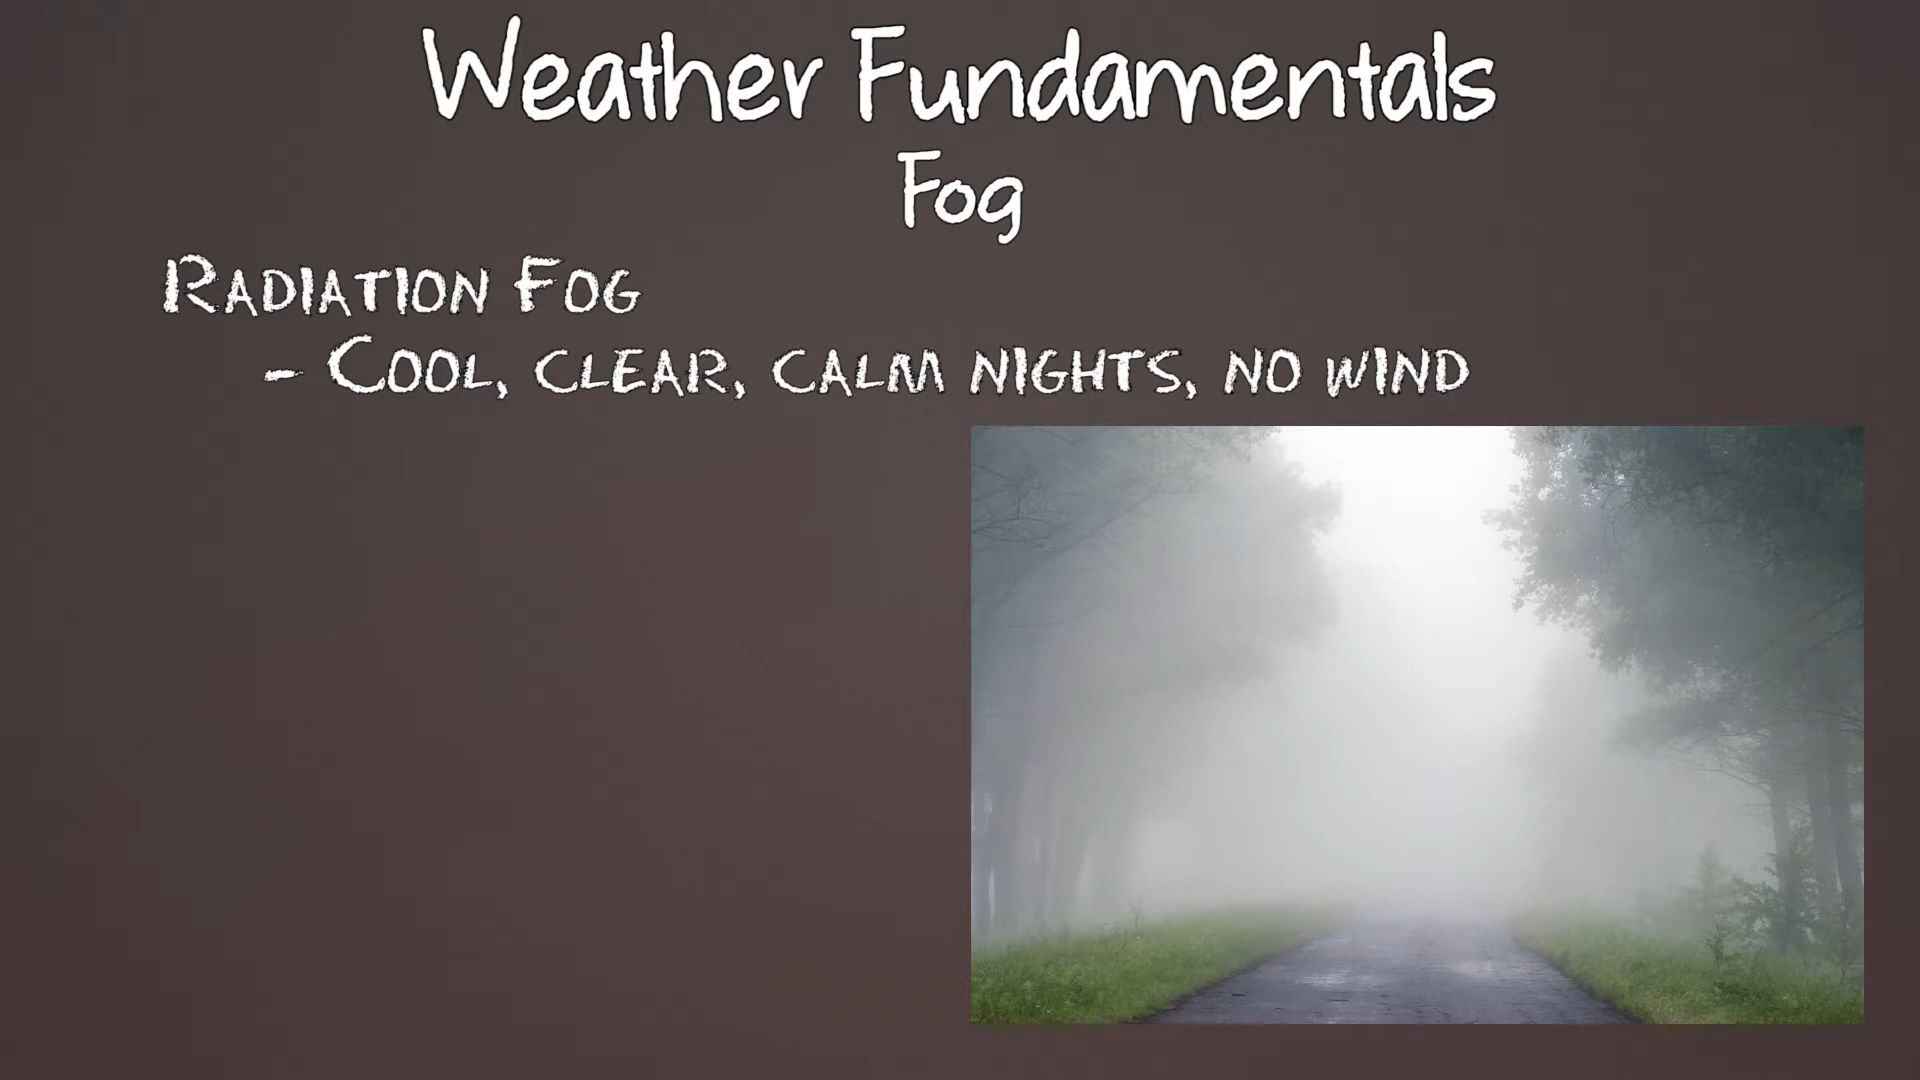 Weather Fundamentals
Fog
Radiation Fog
- Cool, clear, calm nights, no wind